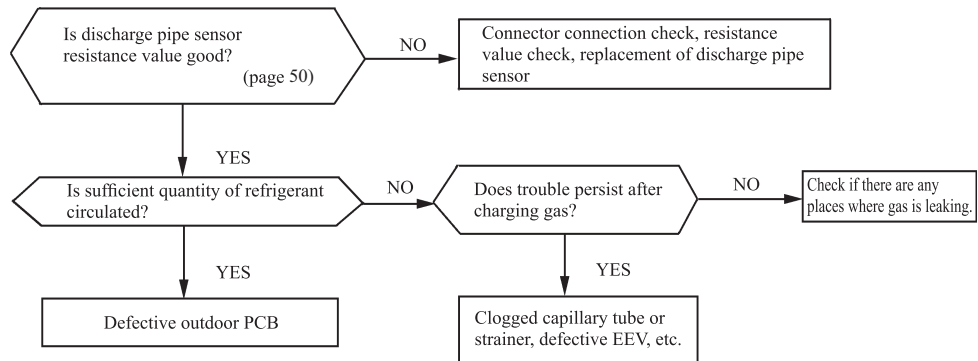 Is discharge pipe sensor
resistance value good?
(page 50)
NO
Connector connection check, resistance
value check, replacement of discharge pipe
sensor
YES
Is sufficient quantity of refrigerant
circulated?
NO
Does trouble persist after
charging gas?
NO
Check if there are any
places where gas is leaking.
YES
YES
Defective outdoor PCB
Clogged capillary tube or
strainer, defective EEV, etc.